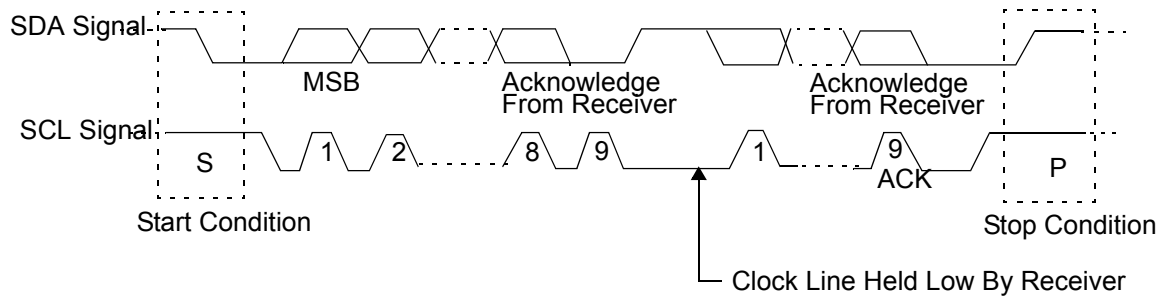 SDA Signal
MSB
Acknowledge
From Receiver
Acknowledge
From Receiver
SCL Signal
S
1
2
8
9
1
9
ACK
P
Start Condition
Stop Condition
Clock Line Held Low By Receiver